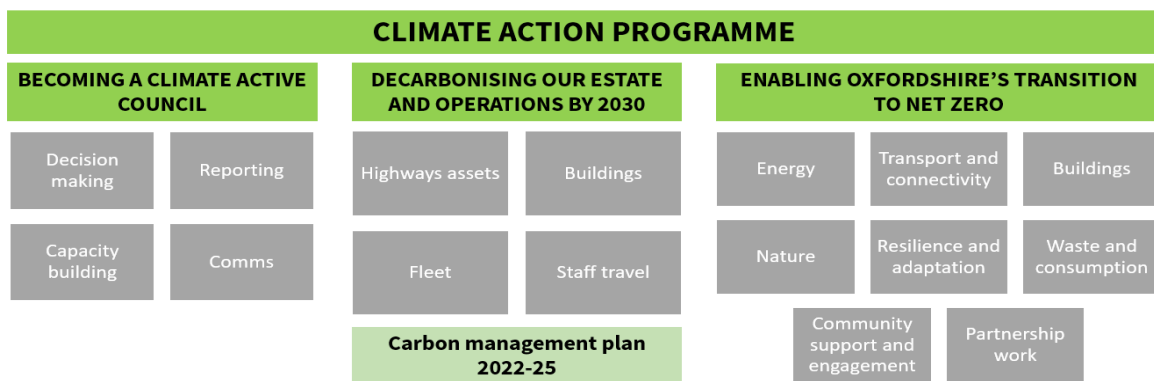 CLIMATE ACTION PROGRAMME
BECOMING A CLIMATE ACTIVE
COUNCIL
Decision
making
Reporting
Capacity
building
Comms
DECARBONISING OUR ESTATE
AND OPERATIONS BY 2030
Highways assets
Buildings
Fleet
Staff travel
Carbon management plan
2022-25
ENABLING OXFORDSHIRE’S TRANSITION
TO NET ZERO
Energy
Transport and
connectivity
Buildings
Nature
Resilience and
adaptation
Waste and
consumption
Community
support and
engagement
Partnership
work